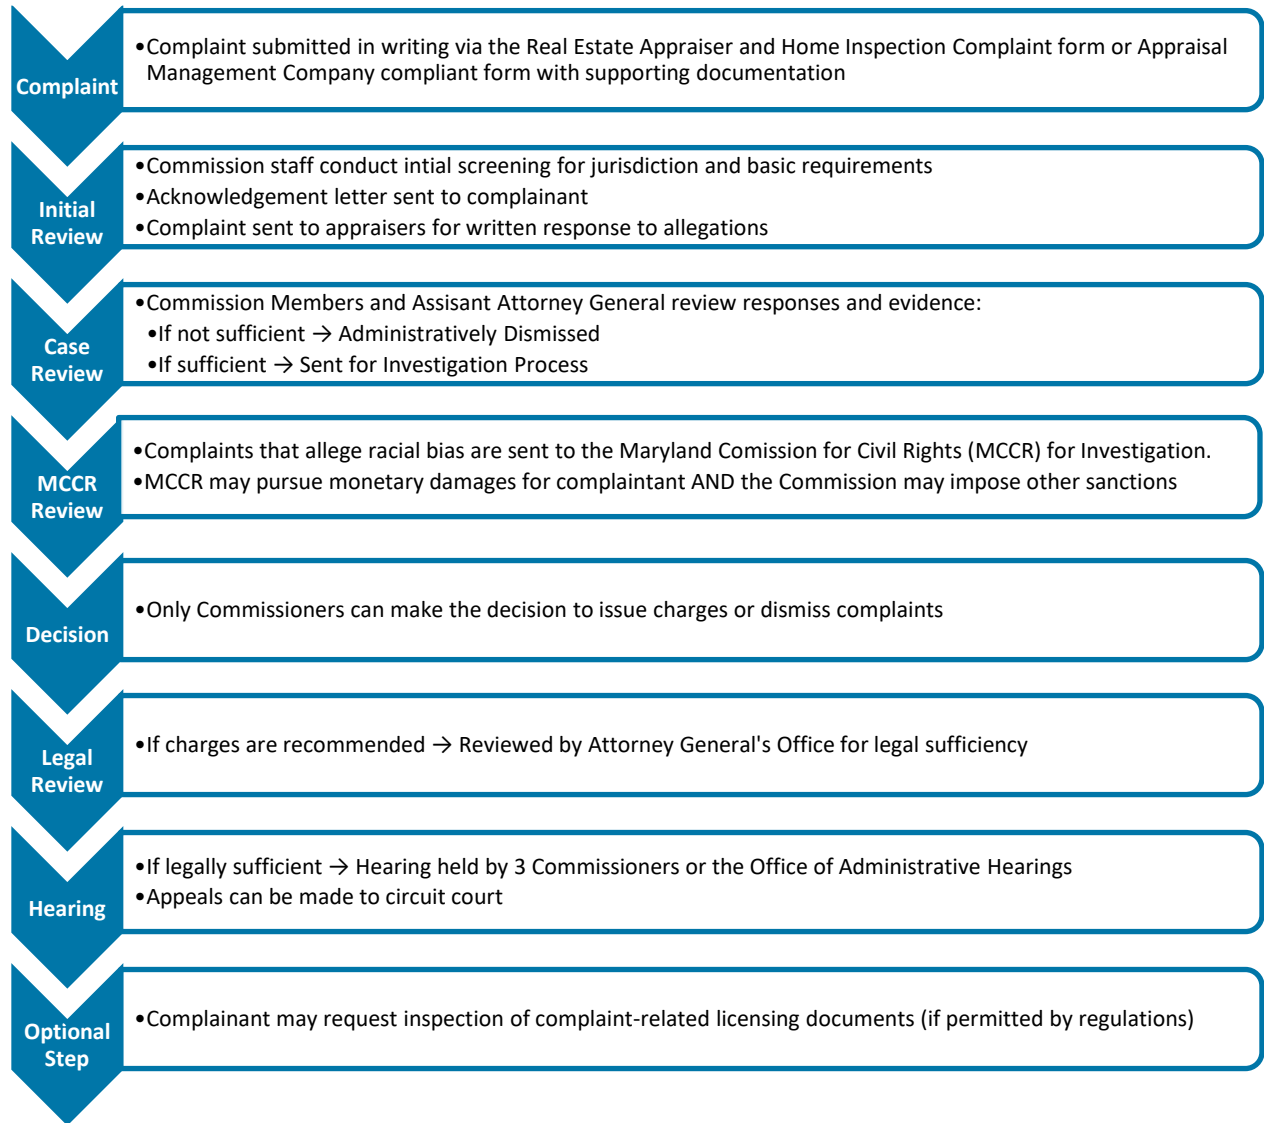 Complaint
•Complaint submitted in writing via the Real Estate Appraiser and Home Inspection Complaint form or Appraisal
Management Company compliant form with supporting documentation
Initial
Review
•Commission staff conduct intial screening for jurisdiction and basic requirements
•Acknowledgement letter sent to complainant
•Complaint sent to appraisers for written response to allegations
Case
Review
•Commission Members and Assisant Attorney General review responses and evidence:
•If not sufficient → Administratively Dismissed
•If sufficient → Sent for Investigation Process
MCCR
Review
•Complaints that allege racial bias are sent to the Maryland Comission for Civil Rights (MCCR) for Investigation.
•MCCR may pursue monetary damages for complaintant AND the Commission may impose other sanctions
Decision
•Only Commissioners can make the decision to issue charges or dismiss complaints
Legal
Review
•If charges are recommended → Reviewed by Attorney General's Office for legal sufficiency
Hearing
•If legally sufficient → Hearing held by 3 Commissioners or the Office of Administrative Hearings
•Appeals can be made to circuit court
Optional
Step
•Complainant may request inspection of complaint-related licensing documents (if permitted by regulations)